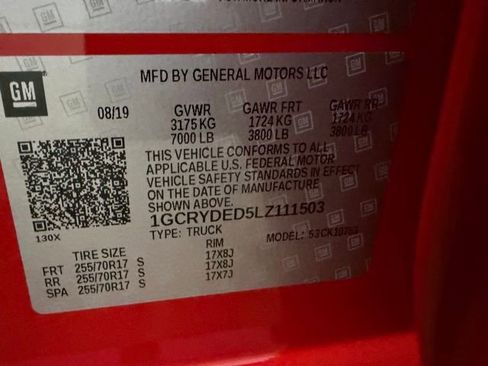 MFD BY GENERAL MOTORS LLC
GM
08/19 GVWR GAWR FRT GAWR RR
3175 KG 1724 KG 1724 KG
7000 LB 3800 LB 3800 LB
THIS VEHICLE CONFORMS TO ALL
APPLICABLE U.S. FEDERAL MOTOR
VEHICLE SAFETY STANDARDS IN EFFECT
ON THE DATE OF MANUFACTURE
SHOWN ABOVE.
1GCRYDED5LZ111503
TYPE: TRUCK MODEL:
130X
TIRE SIZE RIM
FRT 255/70R17 S 17X8J
RR 255/70R17 S 17X8J
SPA 255/70R17 S 17X7J